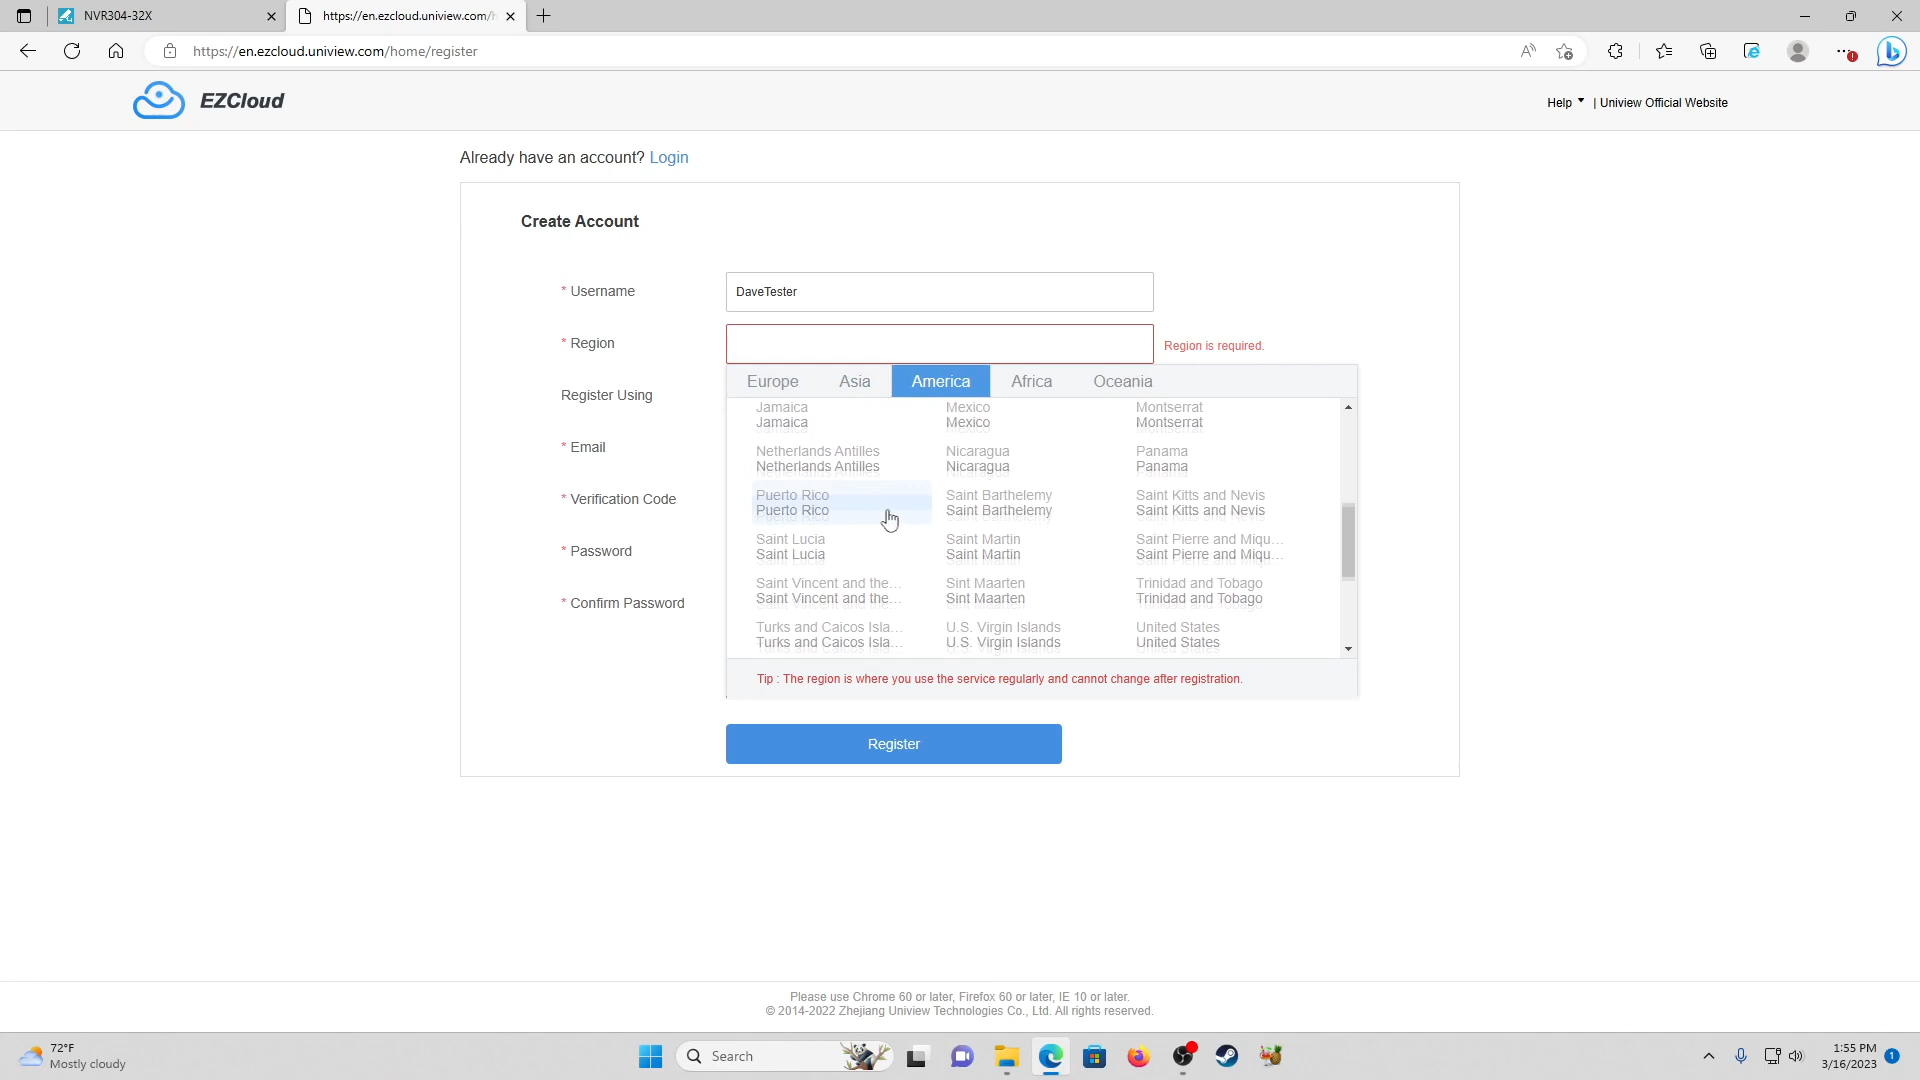 NVR304-32X
https://en.ezcloud.uniview.com/h
https://en.ezcloud.uniview.com/home/register
EZCloud
Help | Uniview Official Website
Already have an account? Login
Create Account
* Username DaveTester
* Region Region is required.
Europe Asia America Africa Oceania
Register Using
* Email
* Verification Code
* Password
* Confirm Password
Jamaica Mexico Montserrat
Jamaica Mexico Montserrat
Netherlands Antilles Nicaragua Panama
Netherlands Antilles Nicaragua Panama
Puerto Rico Saint Barthelemy Saint Kitts and Nevis
Puerto Rico Saint Barthelemy Saint Kitts and Nevis
Saint Lucia Saint Martin Saint Pierre and Miqu...
Saint Lucia Saint Martin Saint Pierre and Miqu...
Saint Vincent and the... Sint Maarten Trinidad and Tobago
Saint Vincent and the... Sint Maarten Trinidad and Tobago
Turks and Caicos Isla... U.S. Virgin Islands United States
Turks and Caicos Isla... U.S. Virgin Islands United States
Tip : The region is where you use the service regularly and cannot change after registration.
Register
Please use Chrome 60 or later, Firefox 60 or later, IE 10 or later.
© 2014-2022 Zhejiang Uniview Technologies Co., Ltd. All rights reserved.
72°F
Mostly cloudy
Search
1:55 PM
3/16/2023
1